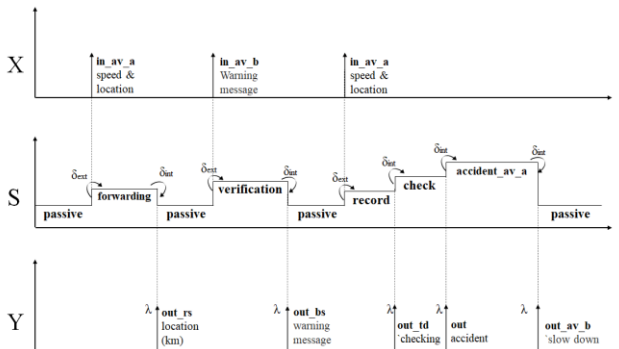 X
in_av_a
speed &
location
in_av_b
Warning
message
in_av_a
speed &
location
S
δext
δint
δext
δint
δext
δint
δint
δint
passive
forwarding
passive
verification
passive
record
check
accident_av_a
passive
Y
λ
out_rs
location
(km)
λ
out_bs
warning
message
λ
out_td
`checking
λ
out
accident
λ
out_av_b
`slow down